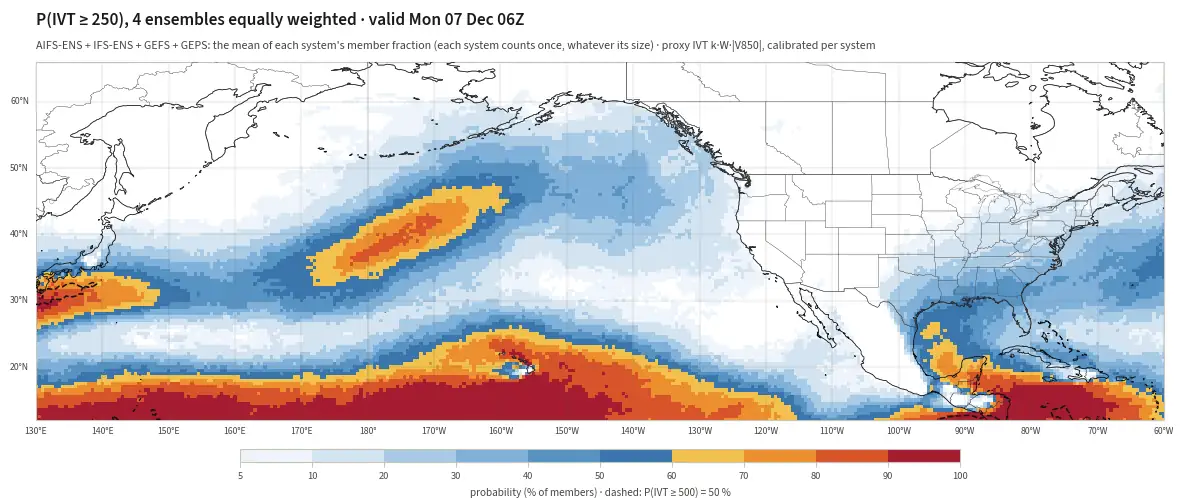 P(IVT ≥ 250), 4 ensembles equally weighted · valid Mon 07 Dec 06Z
AIFS-ENS + IFS-ENS + GEFS + GEPS: the mean of each system's member fraction (each system counts once, whatever its size) · proxy IVT k·W·|V850|, calibrated per system
60°N
50°N
40°N
30°N
20°N
130°E 140°E 150°E 160°E 170°E 180° 170°W 160°W 150°W 140°W 130°W 120°W 110°W 100°W 90°W 80°W 70°W 60°W
5 10 20 30 40 50 60 70 80 90 100
probability (% of members) · dashed: P(IVT ≥ 500) = 50 %